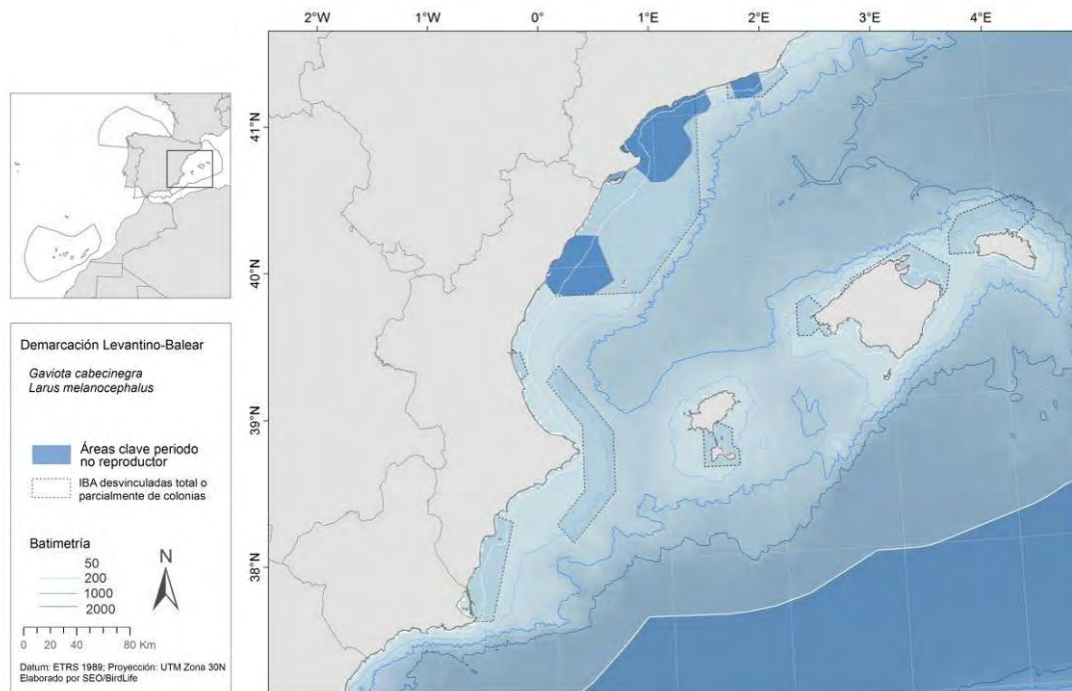 2°W 1°W 0° 1°E 2°E 3°E 4°E
41°N
40°N
39°N
38°N
Demarcación Levantino-Balear
Gaviota cabecinegra
Larus melanocephalus
Áreas clave periodo
no reproductor
IBA desvinculadas total o
parcialmente de colonias
Batimetría
50
200
1000
2000
N
0 20 40 80 Km
Datum: ETRS 1989; Proyección: UTM Zona 30N
Elaborado por SEO/BirdLife